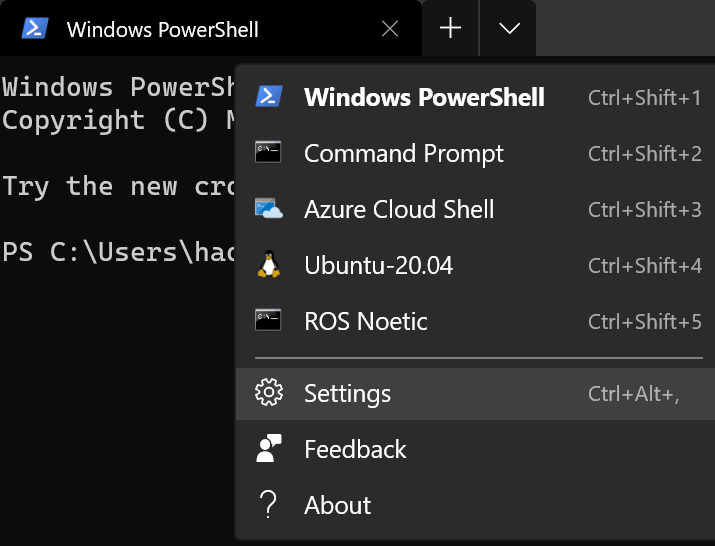 Windows PowerShell
Windows PowerSh
Copyright (C)
Try the new cro
PS C:\Users\had
Windows PowerShell Ctrl+Shift+1
Command Prompt Ctrl+Shift+2
Azure Cloud Shell Ctrl+Shift+3
Ubuntu-20.04 Ctrl+Shift+4
ROS Noetic Ctrl+Shift+5
Settings Ctrl+Alt+,
Feedback
About